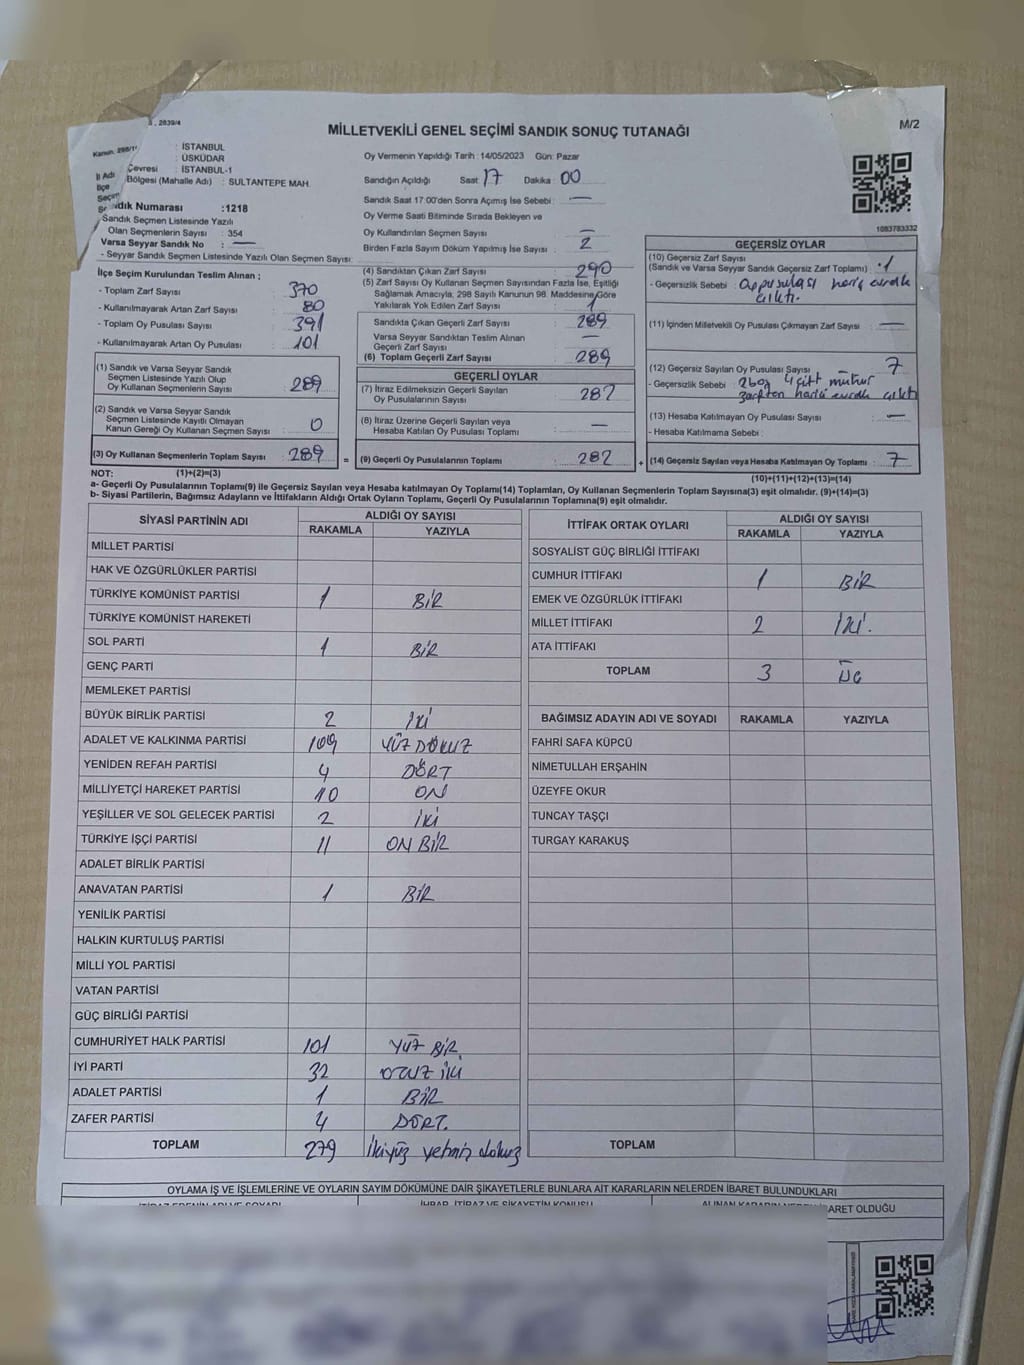 . 2839/4
M/2
MİLLETVEKİLİ GENEL SEÇİMİ SANDIK SONUÇ TUTANAĞI
Kanun. 298/1
İl Adı : İSTANBUL
İlçe : ÜSKÜDAR
Seçim Çevresi : İSTANBUL-1
Bölgesi (Mahalle Adı) : SULTANTEPE MAH.
Oy Vermenin Yapıldığı Tarih : 14/05/2023 Gün: Pazar
Sandığın Açıldığı Saat : 17 Dakika : 00
Sandık Saat 17:00'den Sonra Açımış İse Sebebi : —
Oy Verme Saati Bitiminde Sırada Bekleyen ve
Oy Kullandırılan Seçmen Sayısı : —
Birden Fazla Sayım Döküm Yapılmış İse Sayısı : 2
1083783332
ndık Numarası :1218
Sandık Seçmen Listesinde Yazılı
Olan Seçmenlerin Sayısı : 354
Varsa Seyyar Sandık No : —
- Seyyar Sandık Seçmen Listesinde Yazılı Olan Seçmen Sayısı:
İlçe Seçim Kurulundan Teslim Alınan ;
- Toplam Zarf Sayısı : 370
- Kullanılmayarak Artan Zarf Sayısı : 80
- Toplam Oy Pusulası Sayısı : 391
- Kullanılmayarak Artan Oy Pusulası : 101
(1) Sandık ve Varsa Seyyar Sandık
Seçmen Listesinde Yazılı Olup
Oy Kullanan Seçmenlerin Sayısı : 289
(2) Sandık ve Varsa Seyyar Sandık
Seçmen Listesinde Kayıtlı Olmayan
Kanun Gereği Oy Kullanan Seçmen Sayısı : 0
(3) Oy Kullanan Seçmenlerin Toplam Sayısı : 289 =
(4) Sandıktan Çıkan Zarf Sayısı : 290
(5) Zarf Sayısı Oy Kullanan Seçmen Sayısından Fazla İse, Eşitliği
Sağlamak Amacıyla, 298 Sayılı Kanunun 98. Maddesine Göre
Yakılarak Yok Edilen Zarf Sayısı : 1
Sandıkta Çıkan Geçerli Zarf Sayısı : 289
Varsa Seyyar Sandıktan Teslim Alınan
Geçerli Zarf Sayısı : —
(6) Toplam Geçerli Zarf Sayısı : 289
GEÇERLİ OYLAR
(7) İtiraz Edilmeksizin Geçerli Sayılan
Oy Pusulalarının Sayısı : 282
(8) İtiraz Üzerine Geçerli Sayılan veya
Hesaba Katılan Oy Pusulası Toplamı : —
(9) Geçerli Oy Pusulalarının Toplamı : 282 +
GEÇERSİZ OYLAR
(10) Geçersiz Zarf Sayısı
(Sandık ve Varsa Seyyar Sandık Geçersiz Zarf Toplamı) : 1
- Geçersizlik Sebebi : oy pusulası hariç evrak
çıktı.
(11) İçinden Milletvekili Oy Pusulası Çıkmayan Zarf Sayısı : —
(12) Geçersiz Sayılan Oy Pusulası Sayısı : 7
- Geçersizlik Sebebi : 4 çift mühür
zarftan harici evrak çıktı
(13) Hesaba Katılmayan Oy Pusulası Sayısı : —
- Hesaba Katılmama Sebebi :
(14) Geçersiz Sayılan veya Hesaba Katılmayan Oy Toplamı : 7
NOT: (1)+(2)=(3)
(10)+(11)+(12)+(13)=(14)
a- Geçerli Oy Pusulalarının Toplamı(9) ile Geçersiz Sayılan veya Hesaba katılmayan Oy Toplamı(14) Toplamları, Oy Kullanan Seçmenlerin Toplam Sayısına(3) eşit olmalıdır. (9)+(14)=(3)
b- Siyasi Partilerin, Bağımsız Adayların ve İttifakların Aldığı Ortak Oyların Toplamı, Geçerli Oy Pusulalarının Toplamına(9) eşit olmalıdır.
SİYASİ PARTİNİN ADI ALDIĞI OY SAYISI
RAKAMLA YAZIYLA
MİLLET PARTİSİ
HAK VE ÖZGÜRLÜKLER PARTİSİ
TÜRKİYE KOMÜNİST PARTİSİ 1 BİR
TÜRKİYE KOMÜNİST HAREKETİ
SOL PARTİ 1 BİR
GENÇ PARTİ
MEMLEKET PARTİSİ
BÜYÜK BİRLİK PARTİSİ 2 İKİ
ADALET VE KALKINMA PARTİSİ 109 YÜZ DOKUZ
YENİDEN REFAH PARTİSİ 4 DÖRT
MİLLİYETÇİ HAREKET PARTİSİ 10 ON
YEŞİLLER VE SOL GELECEK PARTİSİ 2 İKİ
TÜRKİYE İŞÇİ PARTİSİ 11 ON BİR
ADALET BİRLİK PARTİSİ
ANAVATAN PARTİSİ 1 BİR
YENİLİK PARTİSİ
HALKIN KURTULUŞ PARTİSİ
MİLLİ YOL PARTİSİ
VATAN PARTİSİ
GÜÇ BİRLİĞİ PARTİSİ
CUMHURİYET HALK PARTİSİ 101 YÜZ BİR
İYİ PARTİ 32 OTUZ İKİ
ADALET PARTİSİ 1 BİR
ZAFER PARTİSİ 4 DÖRT.
TOPLAM 279 İkiyüz yetmiş dokuz
İTTİFAK ORTAK OYLARI ALDIĞI OY SAYISI
RAKAMLA YAZIYLA
SOSYALİST GÜÇ BİRLİĞİ İTTİFAKI
CUMHUR İTTİFAKI 1 BİR
EMEK VE ÖZGÜRLÜK İTTİFAKI
MİLLET İTTİFAKI 2 İKİ.
ATA İTTİFAKI
TOPLAM 3 ÜÇ
BAĞIMSIZ ADAYIN ADI VE SOYADI RAKAMLA YAZIYLA
FAHRİ SAFA KÜPCÜ
NİMETULLAH ERŞAHİN
ÜZEYFE OKUR
TUNCAY TAŞÇI
TURGAY KARAKUŞ
TOPLAM
OYLAMA İŞ VE İŞLEMLERİNE VE OYLARIN SAYIM DÖKÜMÜNE DAİR ŞİKAYETLERLE BUNLARA AİT KARARLARIN NELERDEN İBARET BULUNDUKLARI
İTİRAZ EDENİN ADI VE SOYADI İHBAR, İTİRAZ VE ŞİKAYETİN KONUSU ALINAN KARARIN NEDEN İBARET OLDUĞU